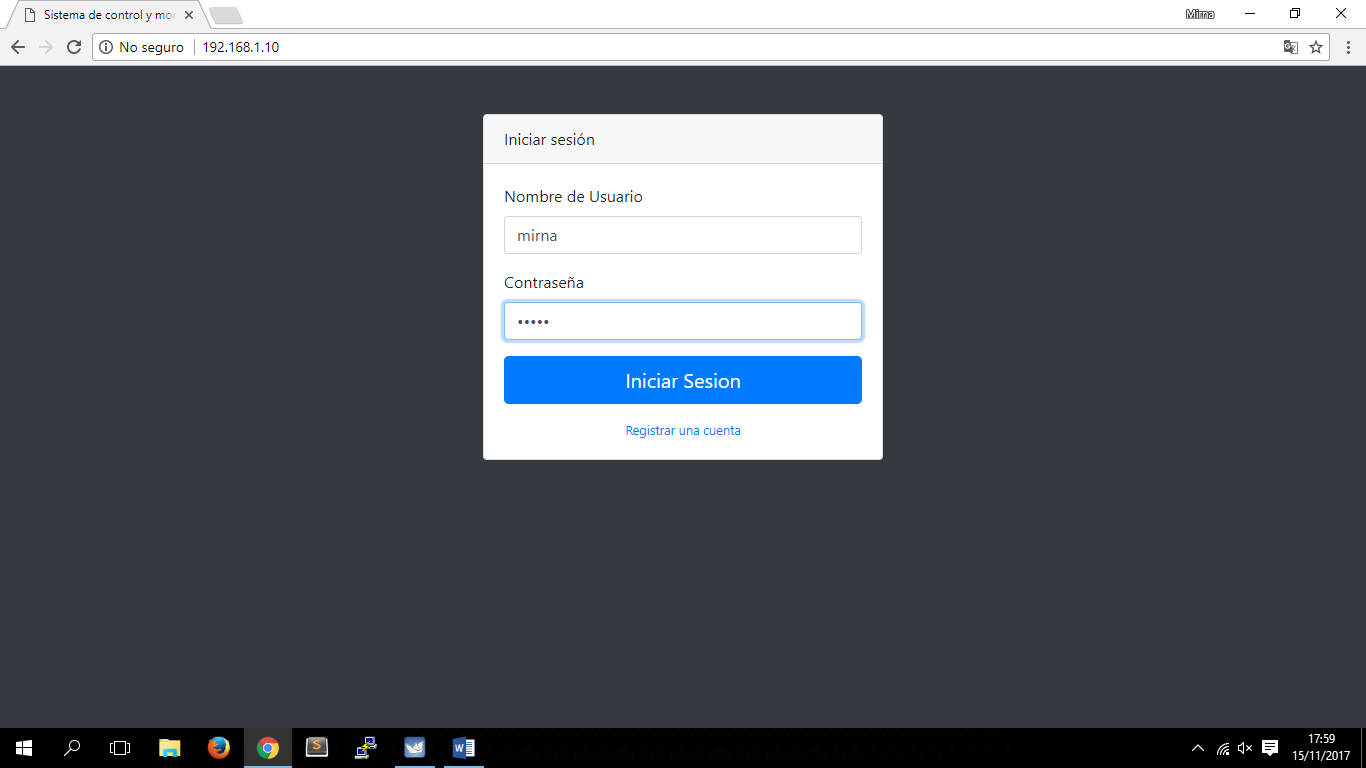 Sistema de control y mo
Mirna
No seguro
192.168.1.10
Iniciar sesión
Nombre de Usuario
mirna
Contraseña
•••••
Iniciar Sesion
Registrar una cuenta
17:59
15/11/2017